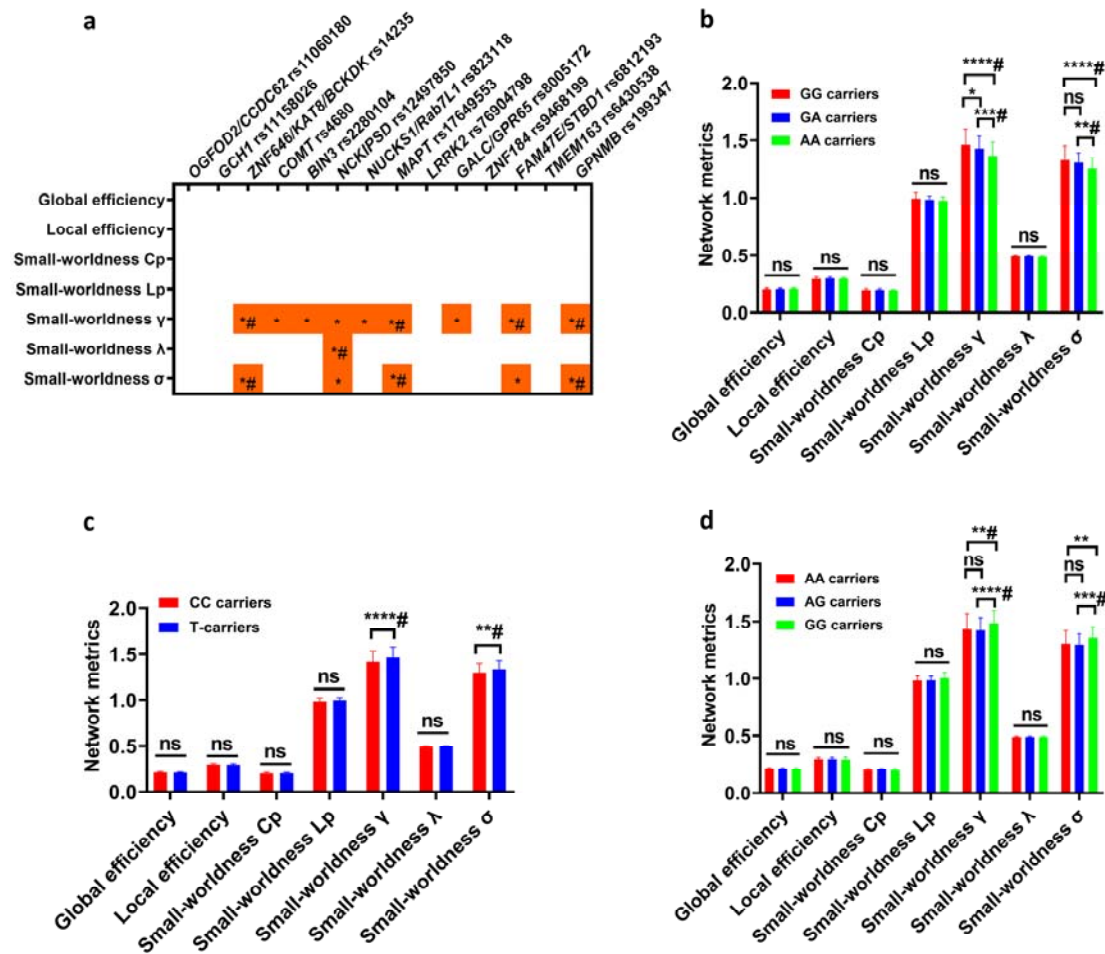 a
OGFOD2/CCDC62 rs11060180
GCH1 rs11158026
ZNF646/KAT8/BCKDK rs14235
COMT rs4680
BIN3 rs2280104
NCK/PSD rs12497850
NUCKS1/Rab7L1 rs823118
MAPT rs17649553
LRRK2 rs76904798
GALC/GPR65 rs8005172
ZNF184 rs9468199
FAM47E/STBD1 rs6812193
TMEM163 rs6430538
GPNMB rs199347
Global efficiency
Local efficiency
Small-worldness Cp
Small-worldness Lp
Small-worldness γ
*# * * * * *# * *# *#
Small-worldness λ
*#
Small-worldness σ
*# * *# * *#
b
GG carriers
GA carriers
AA carriers
Network metrics
2.0
1.5
1.0
0.5
0.0
ns
ns
ns
ns
****#
*
***#
ns
****#
ns
**#
Global efficiency
Local efficiency
Small-worldness Cp
Small-worldness Lp
Small-worldness γ
Small-worldness λ
Small-worldness σ
c
CC carriers
T-carriers
Network metrics
2.0
1.5
1.0
0.5
0.0
ns
ns
ns
ns
****#
ns
**#
Global efficiency
Local efficiency
Small-worldness Cp
Small-worldness Lp
Small-worldness γ
Small-worldness λ
Small-worldness σ
d
AA carriers
AG carriers
GG carriers
Network metrics
2.0
1.5
1.0
0.5
0.0
ns
ns
ns
ns
**#
ns
****#
ns
**
ns
***#
Global efficiency
Local efficiency
Small-worldness Cp
Small-worldness Lp
Small-worldness γ
Small-worldness λ
Small-worldness σ